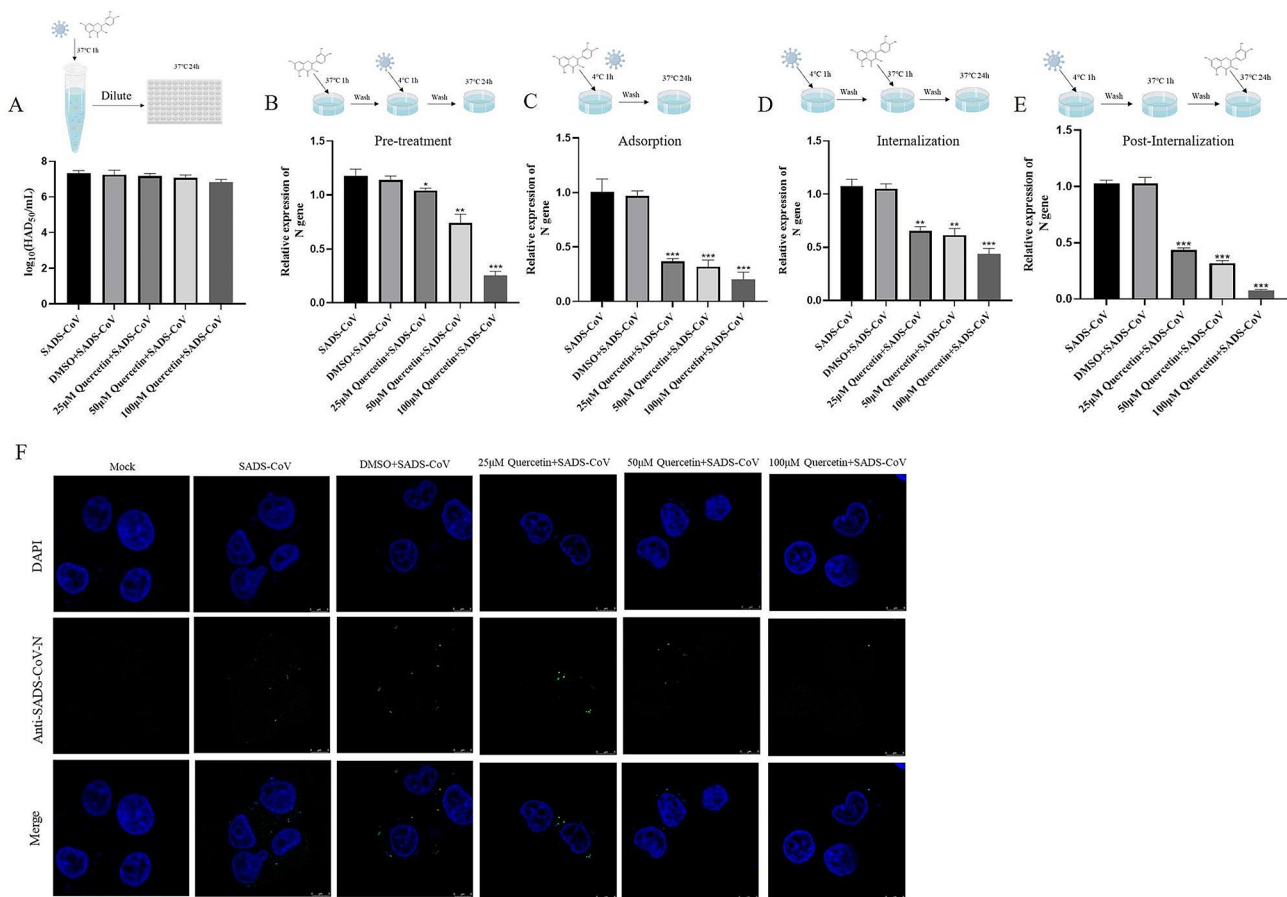 37°C 1h
37°C 24h
Dilute
A
log10(HAD50/mL)
8
6
4
2
0
SADS-CoV
DMSO+SADS-CoV
25μM Quercetin+SADS-CoV
50μM Quercetin+SADS-CoV
100μM Quercetin+SADS-CoV
B
37°C 1h
Wash
4°C 1h
Wash
37°C 24h
Pre-treatment
Relative expression of
N gene
1.5
1.0
0.5
0.0
*
**
***
SADS-CoV
DMSO+SADS-CoV
25μM Quercetin+SADS-CoV
50μM Quercetin+SADS-CoV
100μM Quercetin+SADS-CoV
C
4°C 1h
Wash
37°C 24h
Adsorption
Relative expression of
N gene
1.5
1.0
0.5
0.0
***
***
***
SADS-CoV
DMSO+SADS-CoV
25μM Quercetin+SADS-CoV
50μM Quercetin+SADS-CoV
100μM Quercetin+SADS-CoV
D
4°C 1h
Wash
37°C 1h
Wash
37°C 24h
Internalization
Relative expression of
N gene
1.5
1.0
0.5
0.0
**
**
***
SADS-CoV
DMSO+SADS-CoV
25μM Quercetin+SADS-CoV
50μM Quercetin+SADS-CoV
100μM Quercetin+SADS-CoV
E
4°C 1h
Wash
37°C 1h
Wash
37°C 24h
Post-Internalization
Relative expression of
N gene
1.5
1.0
0.5
0.0
***
***
***
SADS-CoV
DMSO+SADS-CoV
25μM Quercetin+SADS-CoV
50μM Quercetin+SADS-CoV
100μM Quercetin+SADS-CoV
F
Mock
SADS-CoV
DMSO+SADS-CoV
25μM Quercetin+SADS-CoV
50μM Quercetin+SADS-CoV
100μM Quercetin+SADS-CoV
DAPI
Anti-SADS-CoV-N
Merge